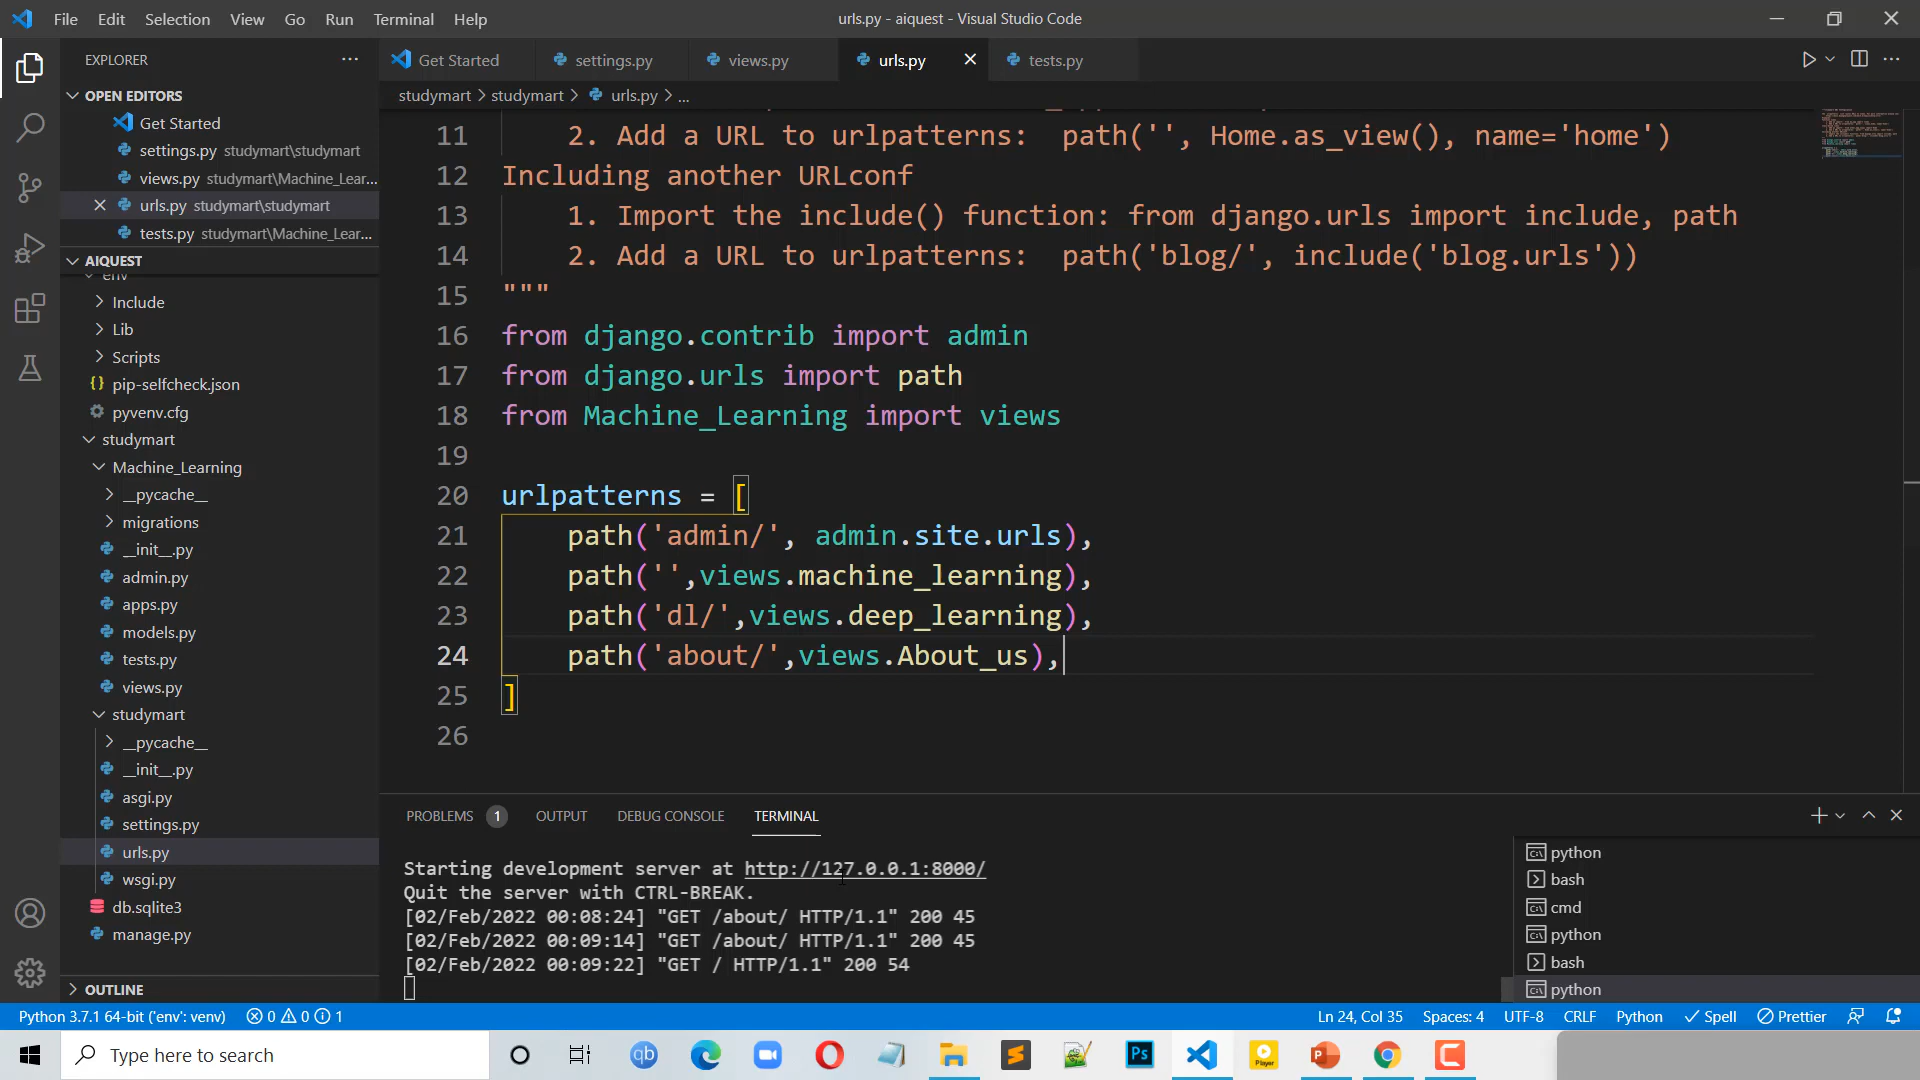 File Edit Selection View Go Run Terminal Help
urls.py - aiquest - Visual Studio Code
EXPLORER
Get Started
settings.py
views.py
urls.py
tests.py
OPEN EDITORS
studymart > studymart > urls.py > ...
Get Started
settings.py studymart\studymart
views.py studymart\Machine_Lear...
urls.py studymart\studymart
tests.py studymart\Machine_Lear...
AIQUEST
env
Include
Lib
Scripts
pip-selfcheck.json
pyvenv.cfg
studymart
Machine_Learning
__pycache__
migrations
__init__.py
admin.py
apps.py
models.py
tests.py
views.py
studymart
__pycache__
__init__.py
asgi.py
settings.py
urls.py
wsgi.py
db.sqlite3
manage.py
OUTLINE
11 2. Add a URL to urlpatterns:  path('', Home.as_view(), name='home')
12 Including another URLconf
13 1. Import the include() function: from django.urls import include, path
14 2. Add a URL to urlpatterns:  path('blog/', include('blog.urls'))
15 """
16 from django.contrib import admin
17 from django.urls import path
18 from Machine_Learning import views
19
20 urlpatterns = [
21 path('admin/', admin.site.urls),
22 path('',views.machine_learning),
23 path('dl/',views.deep_learning),
24 path('about/',views.About_us),
25 ]
26
PROBLEMS 1 OUTPUT DEBUG CONSOLE TERMINAL
Starting development server at http://127.0.0.1:8000/
Quit the server with CTRL-BREAK.
[02/Feb/2022 00:08:24] "GET /about/ HTTP/1.1" 200 45
[02/Feb/2022 00:09:14] "GET /about/ HTTP/1.1" 200 45
[02/Feb/2022 00:09:22] "GET / HTTP/1.1" 200 54
python
bash
cmd
python
bash
python
Python 3.7.1 64-bit ('env': venv) 0 0 1
Ln 24, Col 35 Spaces: 4 UTF-8 CRLF Python Spell Prettier
Type here to search
qb
Ps
Player
P